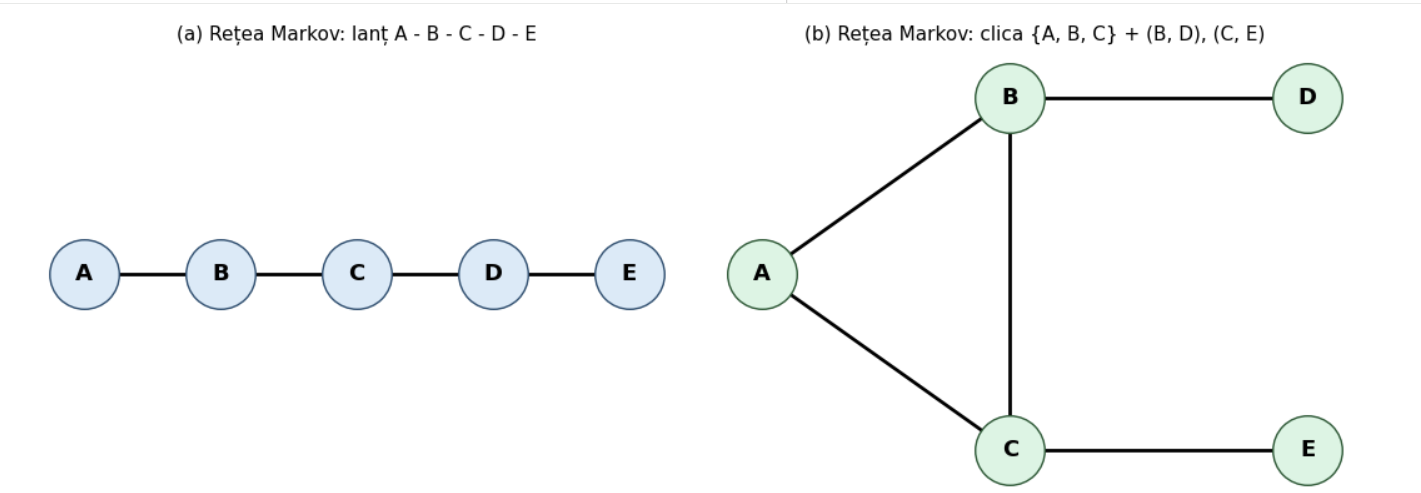 (a) Rețea Markov: lanț A - B - C - D - E
A B C D E
(b) Rețea Markov: clica {A, B, C} + (B, D), (C, E)
B D
A
C E